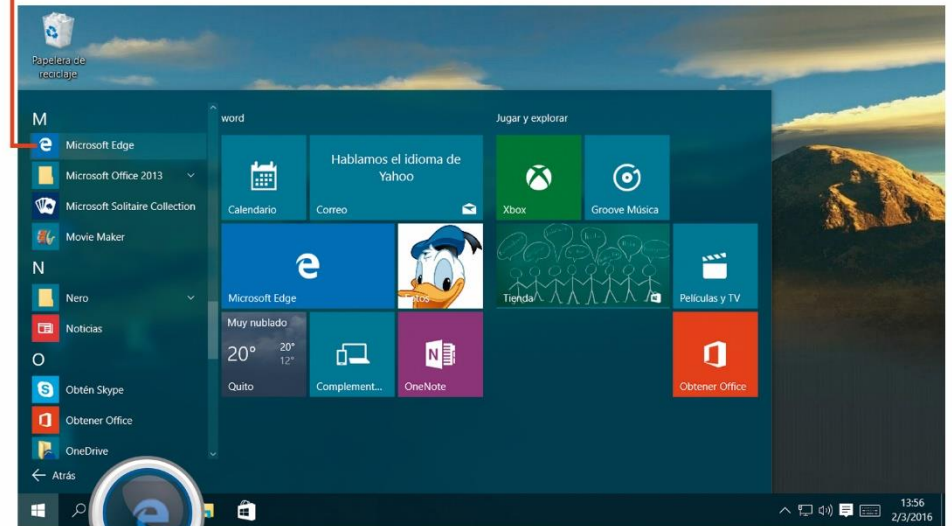 Papelera de
reciclaje
M
Microsoft Edge
Microsoft Office 2013
Microsoft Solitaire Collection
Movie Maker
N
Nero
Noticias
O
Obtén Skype
Obtener Office
OneDrive
Atrás
word
Calendario
Hablamos el idioma de
Yahoo
Correo
Microsoft Edge
Fotos
Muy nublado
20°
20°
12°
Quito
Complement...
OneNote
Jugar y explorar
Xbox
Groove Música
Tienda
Películas y TV
Obtener Office
13:56
2/3/2016